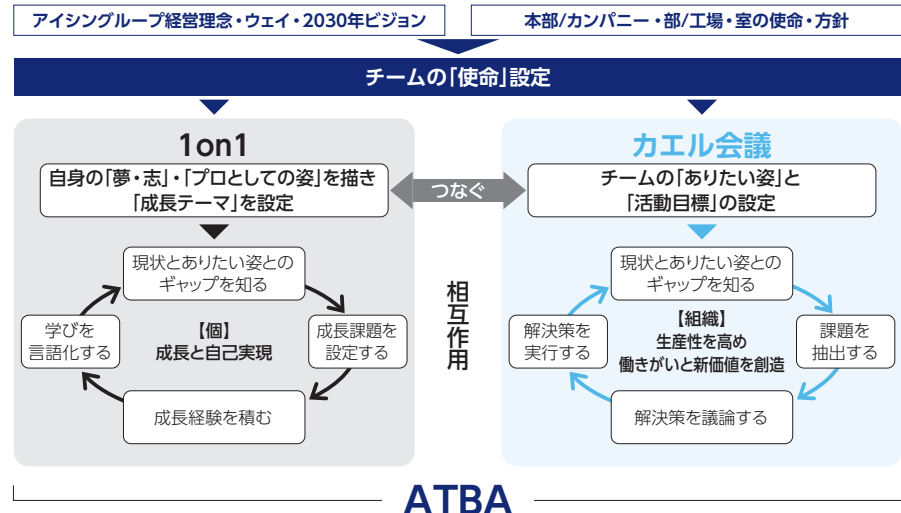 アイシングループ経営理念・ウェイ・2030年ビジョン
本部/カンパニー・部/工場・室の使命・方針
チームの「使命」設定
1on1
自身の「夢・志」・「プロとしての姿」を描き
「成長テーマ」を設定
現状とありたい姿との
ギャップを知る
学びを
言語化する
【個】
成長と自己実現
成長課題を
設定する
成長経験を積む
つなぐ
相互作用
カエル会議
チームの「ありたい姿」と
「活動目標」の設定
現状とありたい姿との
ギャップを知る
解決策を
実行する
【組織】
生産性を高め
働きがいと新価値を創造
課題を
抽出する
解決策を議論する
ATBA